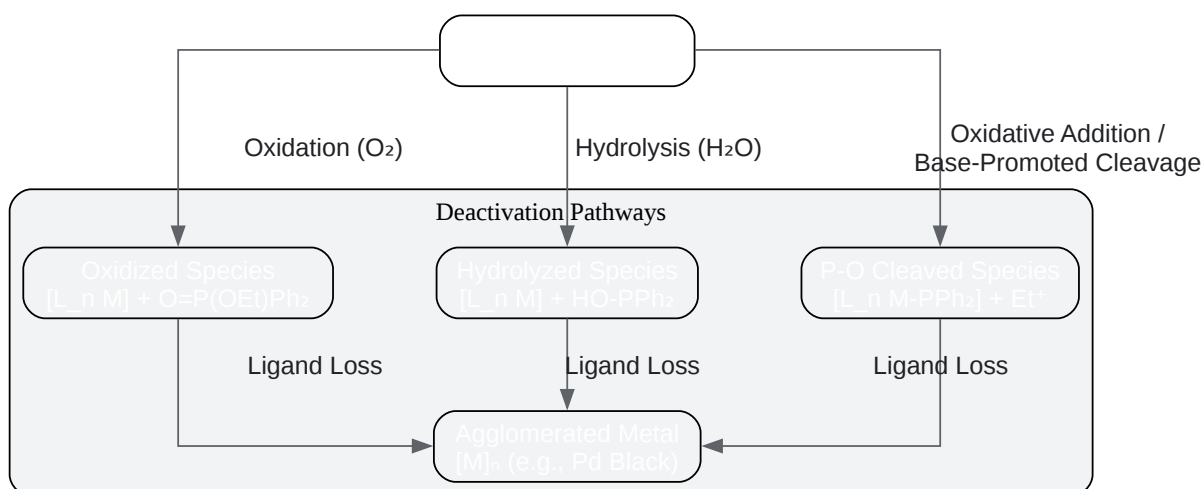 Oxidation (O₂)
Hydrolysis (H₂O)
Oxidative Addition /
Base-Promoted Cleavage
Deactivation Pathways
Oxidized Species
[L_n M] + O=P(OEt)Ph₂
Hydrolyzed Species
[L_n M] + HO-PPh₂
P-O Cleaved Species
[L_n M-PPh₂] + Et⁺
Ligand Loss
Ligand Loss
Ligand Loss
Agglomerated Metal
[M]ₙ (e.g., Pd Black)